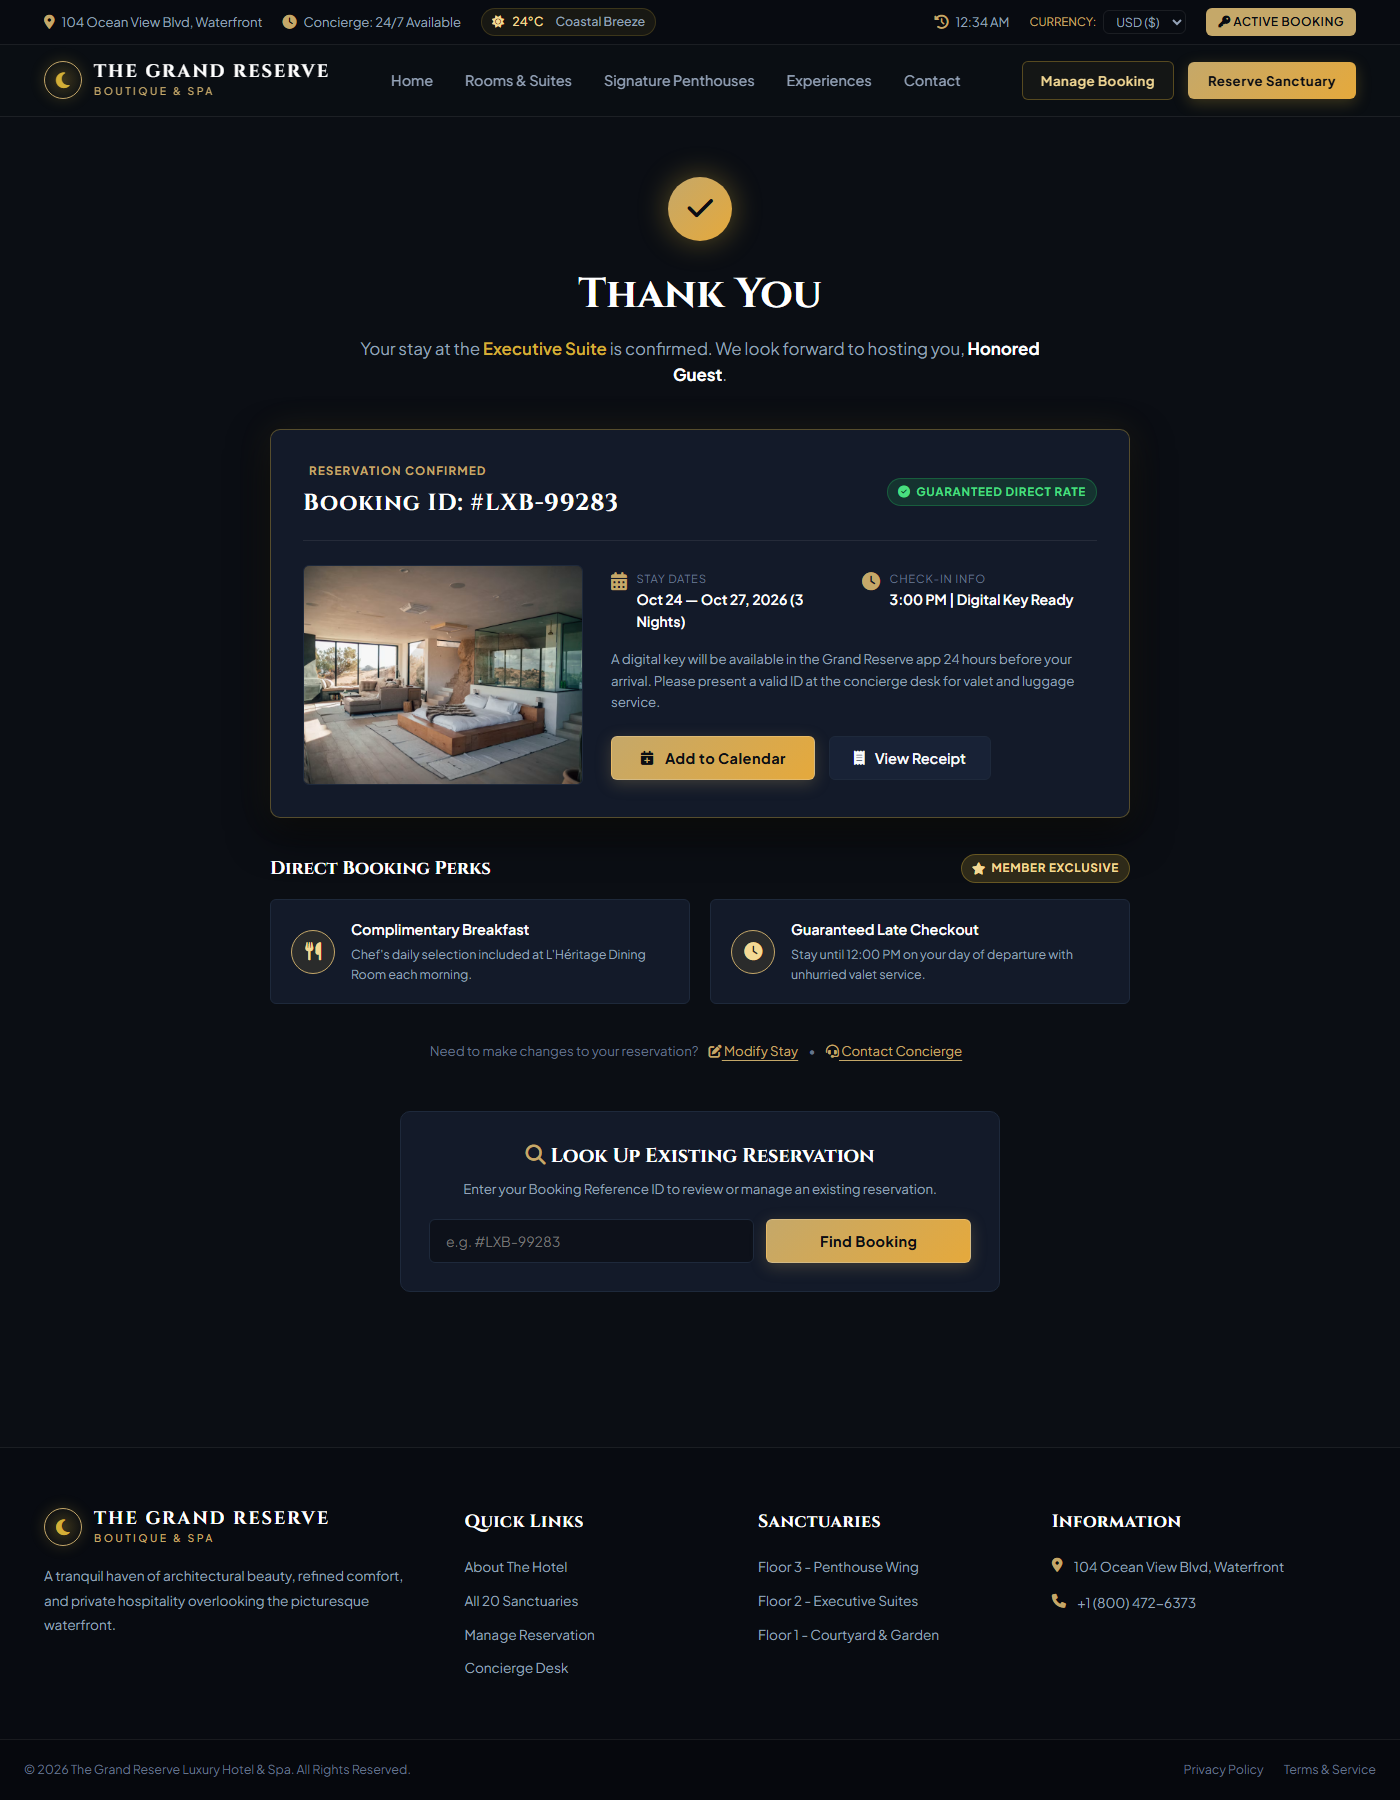 104 Ocean View Blvd, Waterfront
Concierge: 24/7 Available
24°C Coastal Breeze
12:34 AM
CURRENCY: USD ($)
ACTIVE BOOKING
THE GRAND RESERVE
BOUTIQUE & SPA
Home
Rooms & Suites
Signature Penthouses
Experiences
Contact
Manage Booking
Reserve Sanctuary
Thank You
Your stay at the Executive Suite is confirmed. We look forward to hosting you, Honored
Guest.
RESERVATION CONFIRMED
Booking ID: #LXB-99283
GUARANTEED DIRECT RATE
STAY DATES
Oct 24 — Oct 27, 2026 (3
Nights)
CHECK-IN INFO
3:00 PM | Digital Key Ready
A digital key will be available in the Grand Reserve app 24 hours before your
arrival. Please present a valid ID at the concierge desk for valet and luggage
service.
Add to Calendar
View Receipt
Direct Booking Perks
MEMBER EXCLUSIVE
Complimentary Breakfast
Chef's daily selection included at L'Héritage Dining
Room each morning.
Guaranteed Late Checkout
Stay until 12:00 PM on your day of departure with
unhurried valet service.
Need to make changes to your reservation? Modify Stay • Contact Concierge
Look Up Existing Reservation
Enter your Booking Reference ID to review or manage an existing reservation.
e.g. #LXB-99283
Find Booking
THE GRAND RESERVE
BOUTIQUE & SPA
A tranquil haven of architectural beauty, refined comfort,
and private hospitality overlooking the picturesque
waterfront.
Quick Links
About The Hotel
All 20 Sanctuaries
Manage Reservation
Concierge Desk
Sanctuaries
Floor 3 - Penthouse Wing
Floor 2 - Executive Suites
Floor 1 - Courtyard & Garden
Information
104 Ocean View Blvd, Waterfront
+1 (800) 472-6373
© 2026 The Grand Reserve Luxury Hotel & Spa. All Rights Reserved.
Privacy Policy
Terms & Service